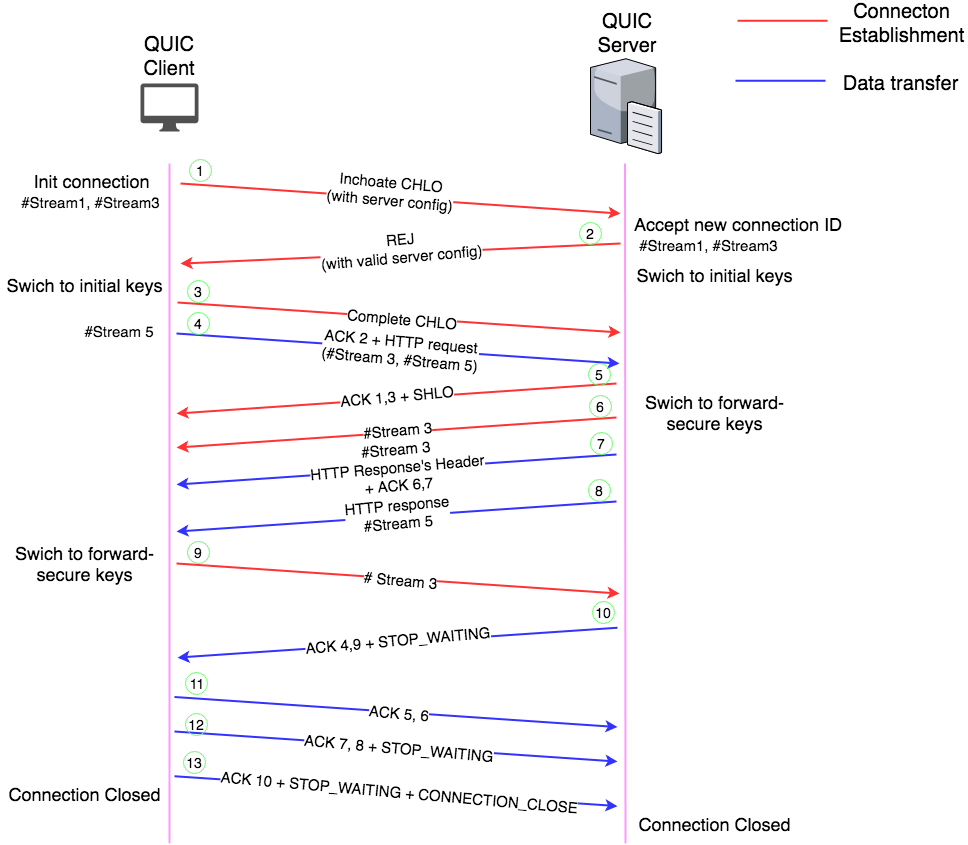 QUIC
Client
QUIC
Server
Connecton
Establishment
Data transfer
1
Init connection
#Stream1, #Stream3
Inchoate CHLO
(with server config)
Accept new connection ID
#Stream1, #Stream3
2
REJ
(with valid server config)
Swich to initial keys
Swich to initial keys
3
Complete CHLO
4
#Stream 5
ACK 2 + HTTP request
(#Stream 3, #Stream 5)
5
ACK 1,3 + SHLO
Swich to forward-
secure keys
6
#Stream 3
7
#Stream 3
HTTP Response's Header
+ ACK 6,7
8
HTTP response
#Stream 5
Swich to forward-
secure keys
9
# Stream 3
10
ACK 4,9 + STOP_WAITING
11
ACK 5, 6
12
ACK 7, 8 + STOP_WAITING
13
ACK 10 + STOP_WAITING + CONNECTION_CLOSE
Connection Closed
Connection Closed